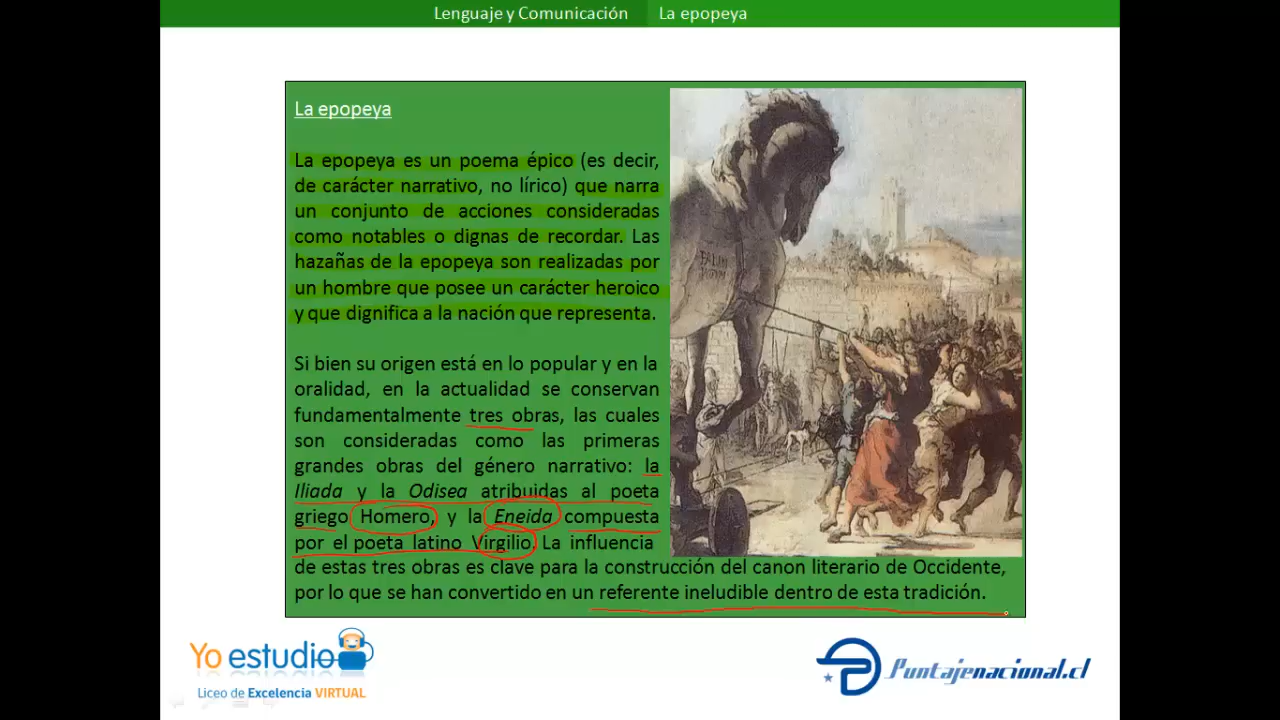 Lenguaje y Comunicación La epopeya
La epopeya
La epopeya es un poema épico (es decir,
de carácter narrativo, no lírico) que narra
un conjunto de acciones consideradas
como notables o dignas de recordar. Las
hazañas de la epopeya son realizadas por
un hombre que posee un carácter heroico
y que dignifica a la nación que representa.
Si bien su origen está en lo popular y en la
oralidad, en la actualidad se conservan
fundamentalmente tres obras, las cuales
son consideradas como las primeras
grandes obras del género narrativo: la
Iliada y la Odisea atribuidas al poeta
griego Homero, y la Eneida compuesta
por el poeta latino Virgilio. La influencia
de estas tres obras es clave para la construcción del canon literario de Occidente,
por lo que se han convertido en un referente ineludible dentro de esta tradición.
Yo estudio
Liceo de Excelencia VIRTUAL
Puntajenacional.cl